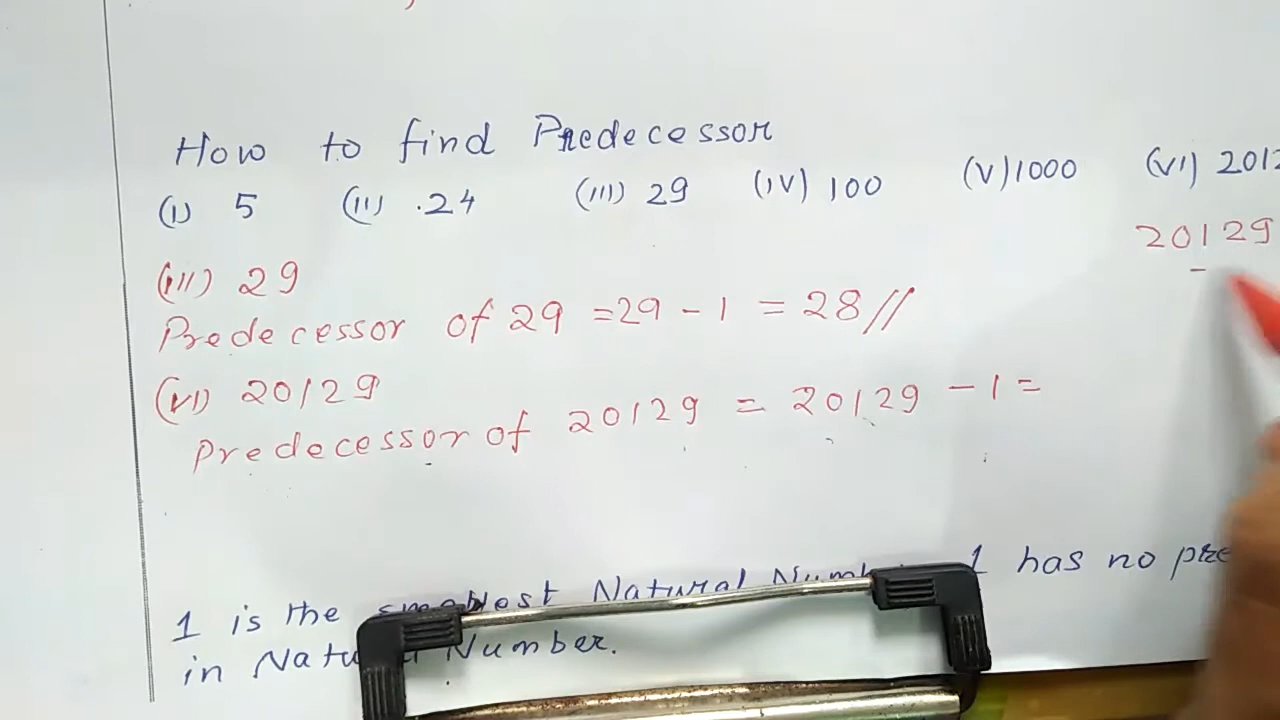 How to find Predecessor
(I) 5 (II) .24 (III) 29 (IV) 100 (V) 1000 (VI) 2012
20129
-
(III) 29
Predecessor of 29 = 29 - 1 = 28//
(VI) 20129
Predecessor of 20129 = 20129 - 1 =
1 is the smallest Natural 1 has no pre
in Number.